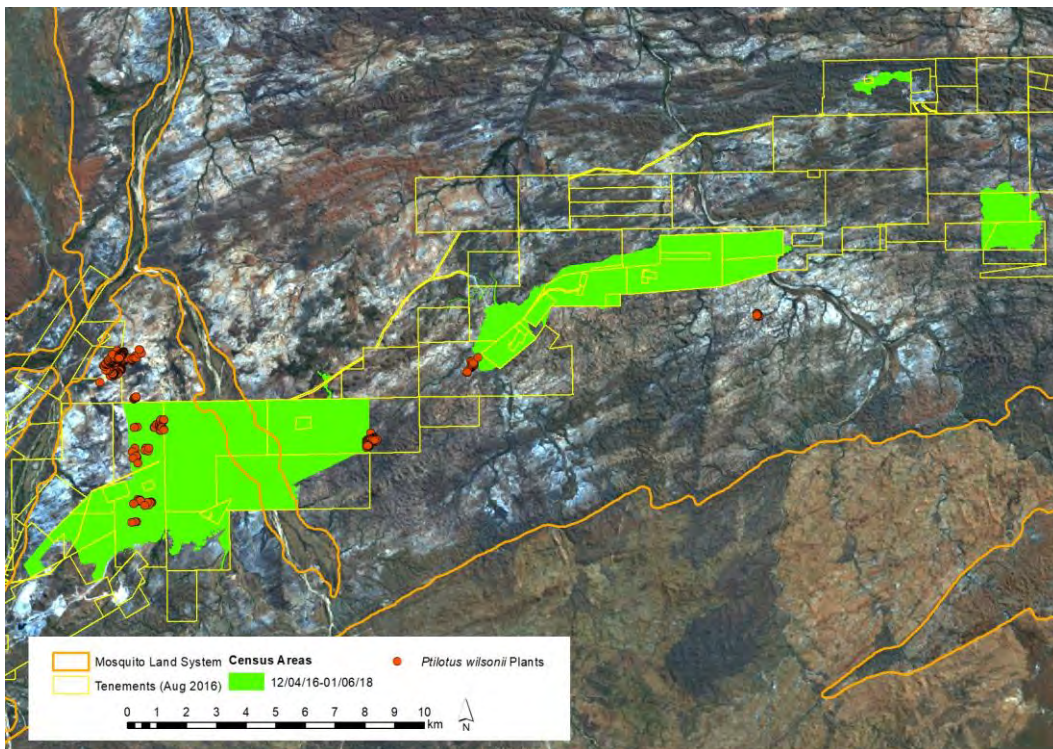 Mosquito Land System
Census Areas
Ptilotus wilsonii Plants
Tenements (Aug 2016)
12/04/16-01/06/18
0 1 2 3 4 5 6 7 8 9 10
km
N